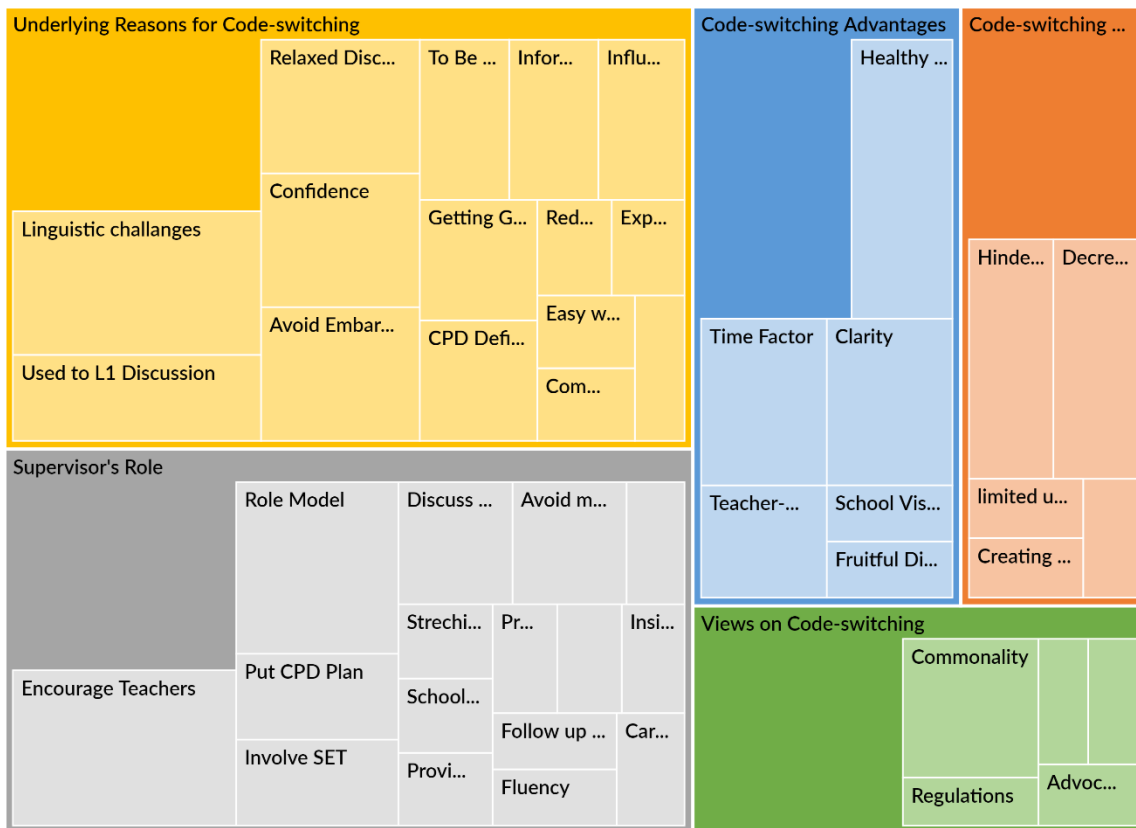 Underlying Reasons for Code-switching
Relaxed Disc...
To Be ...
Infor...
Influ...
Linguistic challanges
Confidence
Getting G...
Red...
Exp...
Used to L1 Discussion
Avoid Embar...
CPD Defi...
Easy w...
Com...
Code-switching Advantages
Healthy ...
Time Factor
Clarity
Teacher-...
School Vis...
Fruitful Di...
Code-switching ...
Hinde...
Decre...
limited u...
Creating ...
Supervisor's Role
Role Model
Discuss ...
Avoid m...
Encourage Teachers
Put CPD Plan
Strechi...
Pr...
Insi...
School...
Involve SET
Provi...
Follow up ...
Car...
Fluency
Views on Code-switching
Commonality
Regulations
Advoc...